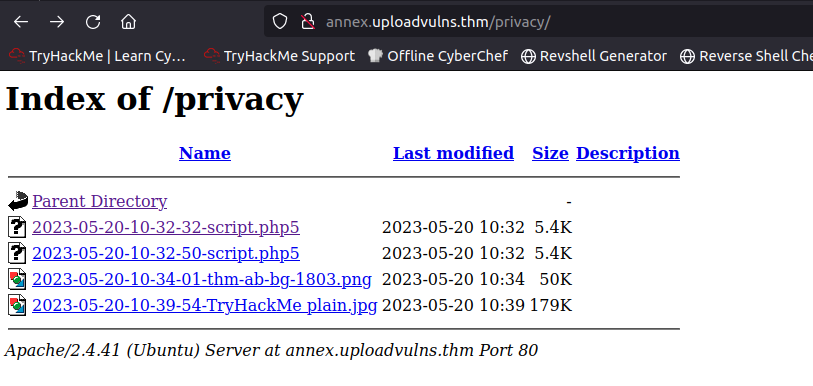 annex.uploadvulns.thm/privacy/
TryHackMe | Learn Cy… TryHackMe Support Offline CyberChef Revshell Generator Reverse Shell Che
Index of /privacy
Name Last modified Size Description
Parent Directory -
2023-05-20-10-32-32-script.php5 2023-05-20 10:32 5.4K
2023-05-20-10-32-50-script.php5 2023-05-20 10:32 5.4K
2023-05-20-10-34-01-thm-ab-bg-1803.png 2023-05-20 10:34 50K
2023-05-20-10-39-54-TryHackMe plain.jpg 2023-05-20 10:39 179K
Apache/2.4.41 (Ubuntu) Server at annex.uploadvulns.thm Port 80